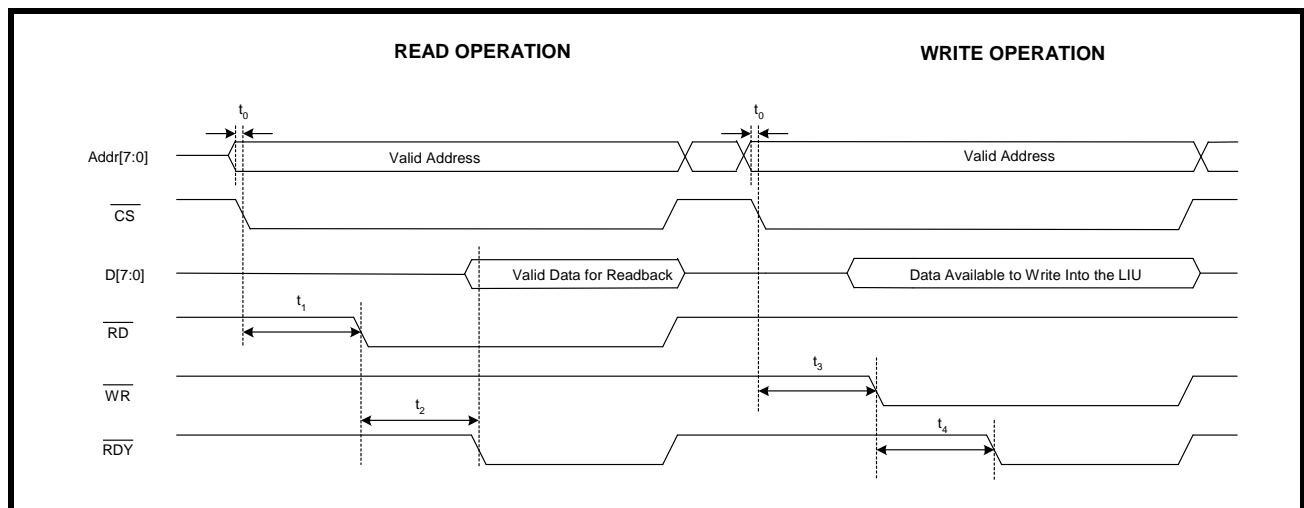 READ OPERATION WRITE OPERATION
t0 t0
Addr[7:0] Valid Address Valid Address
CS
D[7:0] Valid Data for Readback Data Available to Write Into the LIU
t1
RD
t3
WR
t2
t4
RDY